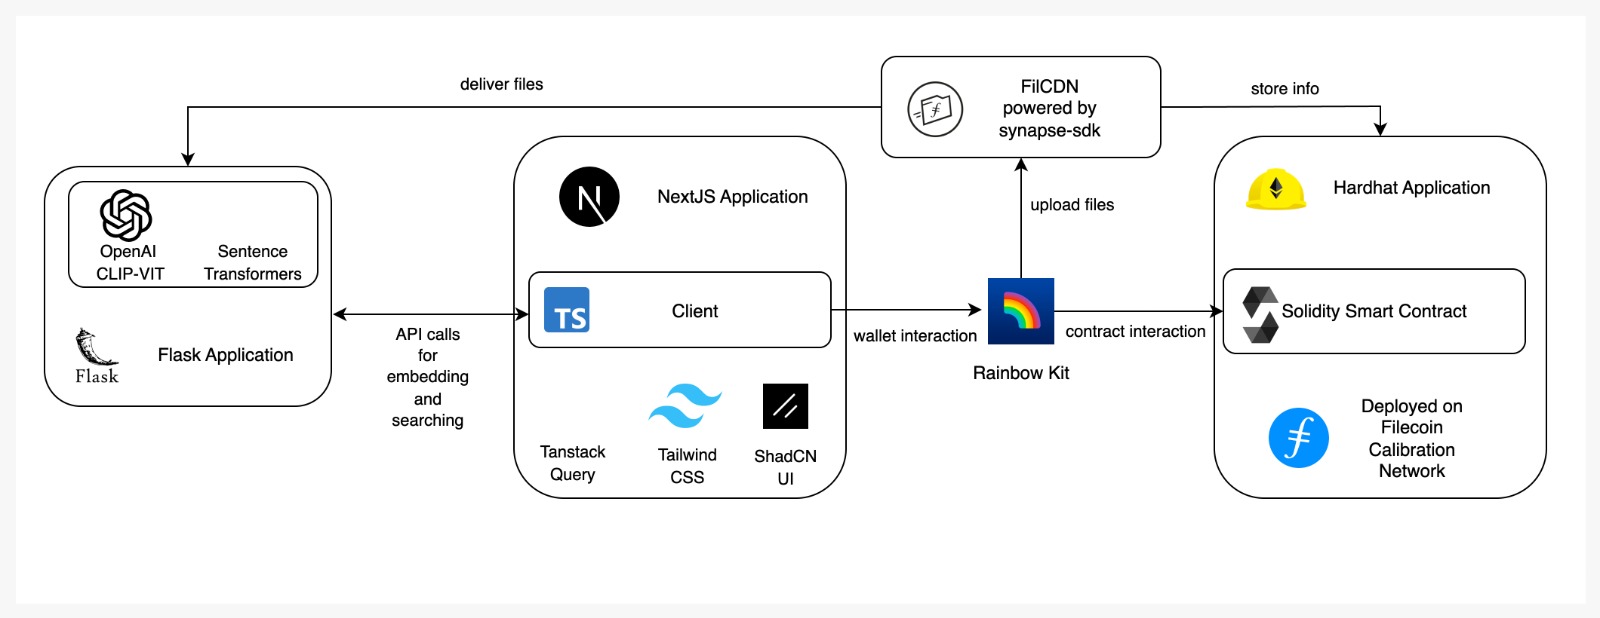 deliver files
FilCDN
powered by
synapse-sdk
store info
OpenAI
CLIP-VIT
Sentence
Transformers
Flask
Flask Application
API calls
for
embedding
and
searching
N
NextJS Application
TS
Client
Tanstack
Query
Tailwind
CSS
ShadCN
UI
wallet interaction
upload files
Rainbow Kit
contract interaction
Hardhat Application
Solidity Smart Contract
Deployed on
Filecoin
Calibration
Network